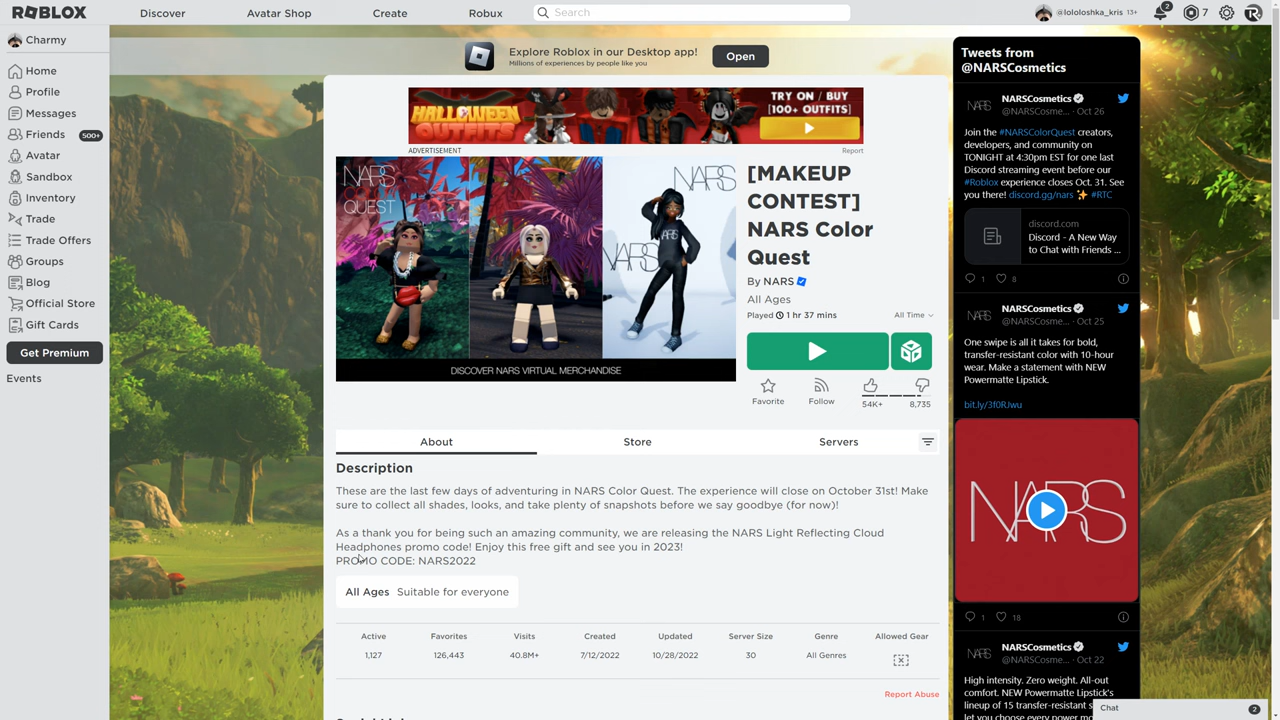 ROBLOX
Discover
Avatar Shop
Create
Robux
Search
@lololoshka_kris 13+
2
7
Charmy
Home
Profile
Messages
Friends
500+
Avatar
Sandbox
Inventory
Trade
Trade Offers
Groups
Blog
Official Store
Gift Cards
Get Premium
Events
Explore Roblox in our Desktop app!
Millions of experiences by people like you
Open
HALLOWEEN
OUTFITS
TRY ON / BUY
[100+ OUTFITS]
ADVERTISEMENT
Report
NARS
QUEST
NARS
NARS
DISCOVER NARS VIRTUAL MERCHANDISE
[MAKEUP
CONTEST]
NARS Color
Quest
By NARS
All Ages
Played 1 hr 37 mins
All Time
Favorite
Follow
54K+
8,735
About
Store
Servers
Description
These are the last few days of adventuring in NARS Color Quest. The experience will close on October 31st! Make
sure to collect all shades, looks, and take plenty of snapshots before we say goodbye (for now)!
As a thank you for being such an amazing community, we are releasing the NARS Light Reflecting Cloud
Headphones promo code! Enjoy this free gift and see you in 2023!
PROMO CODE: NARS2022
All Ages Suitable for everyone
Active Favorites Visits Created Updated Server Size Genre Allowed Gear
1,127 126,443 40.8M+ 7/12/2022 10/28/2022 30 All Genres
Report Abuse
Tweets from
@NARSCosmetics
NARS
NARSCosmetics
@NARSCosme... · Oct 26
Join the #NARSColorQuest creators,
developers, and community on
TONIGHT at 4:30pm EST for one last
Discord streaming event before our
#Roblox experience closes Oct. 31. See
you there! discord.gg/nars ✨ #RTC
discord.com
Discord - A New Way
to Chat with Friends ...
1 8
NARS
NARSCosmetics
@NARSCosme... · Oct 25
One swipe is all it takes for bold,
transfer-resistant color with 10-hour
wear. Make a statement with NEW
Powermatte Lipstick.
bit.ly/3f0RJwu
NARS
1 18
NARS
NARSCosmetics
@NARSCosme... · Oct 22
High intensity. Zero weight. All-out
comfort. NEW Powermatte Lipstick's
lineup of 15 transfer-resistant
let you choose every power
Chat
2